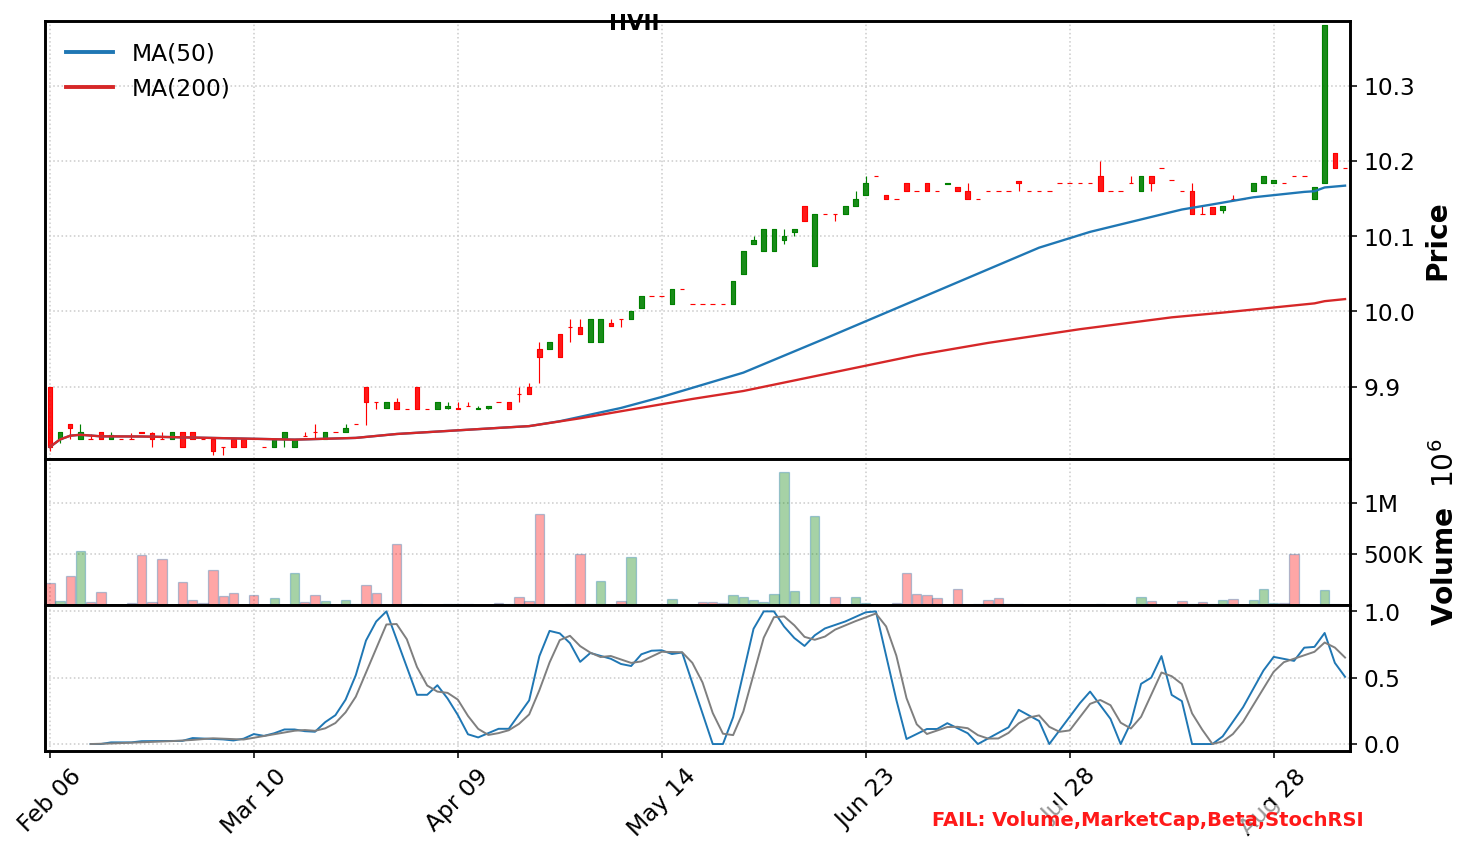 HVII
MA(50)
MA(200)
10.3
10.2
10.1
10.0
9.9
Price
1M
500K
Volume 10⁶
1.0
0.5
0.0
Feb 06
Mar 10
Apr 09
May 14
Jun 23
Jul 28
Aug 28
FAIL: Volume,MarketCap,Beta,StochRSI